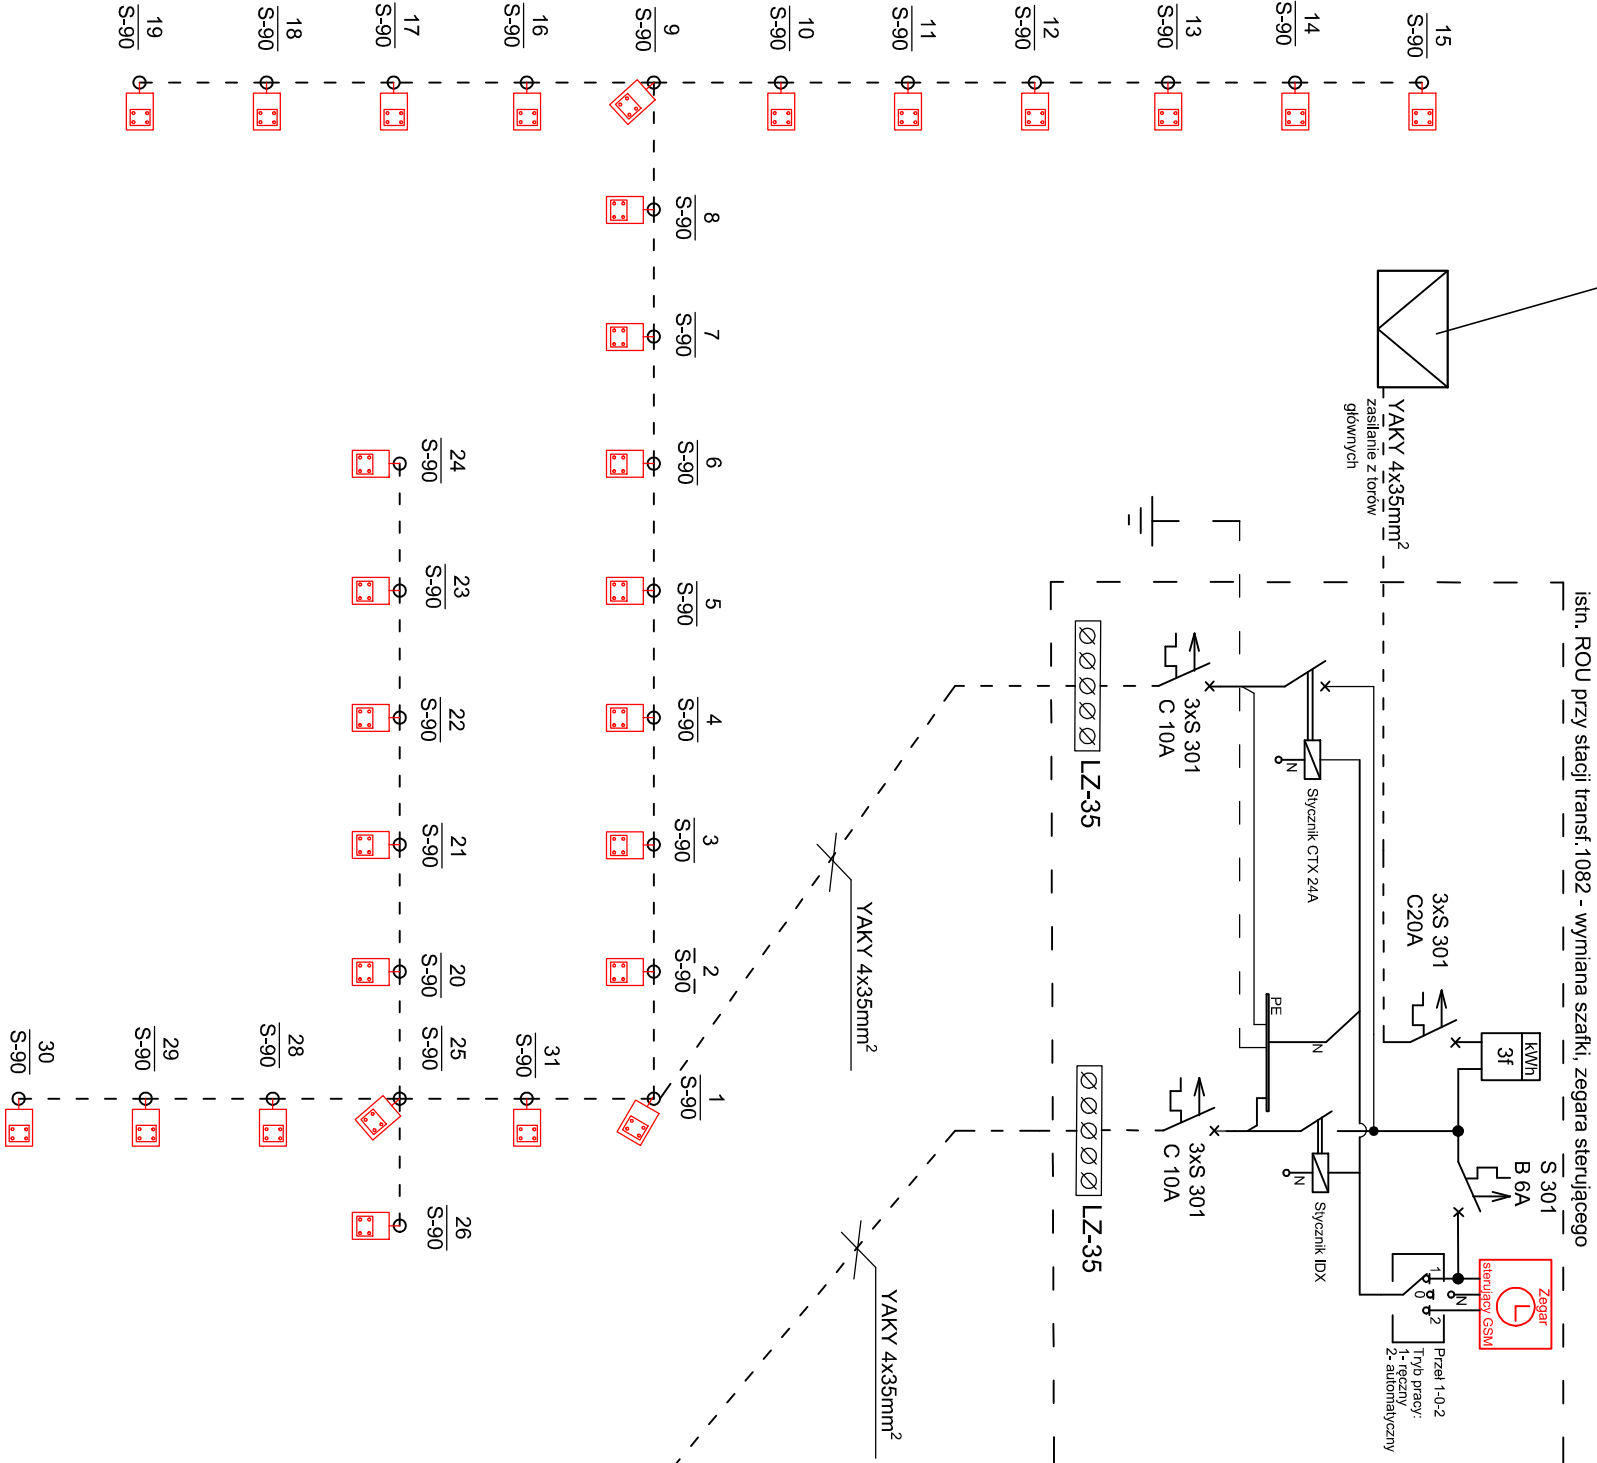 istn. ROU przy stacji transf.1082 - wymiana szafki, zegara sterującego
YAKY 4x35mm²
zasilanie z torów
głównych
3xS 301
C20A
kWh
3f
S 301
B 6A
Zegar
sterujący GSM
N
1
0
2
Przeł 1-0-2
Tryb pracy:
1- ręczny
2- automatyczny
Stycznik CTX 24A
N
Stycznik IDX
N
PE
N
3xS 301
C 10A
3xS 301
C 10A
LZ-35
LZ-35
YAKY 4x35mm²
YAKY 4x35mm²
15
S-90
14
S-90
13
S-90
12
S-90
11
S-90
10
S-90
9
S-90
16
S-90
17
S-90
18
S-90
19
S-90
8
S-90
7
S-90
6
S-90
5
S-90
4
S-90
3
S-90
2
S-90
1
S-90
24
S-90
23
S-90
22
S-90
21
S-90
20
S-90
25
S-90
26
S-90
31
S-90
28
S-90
29
S-90
30
S-90